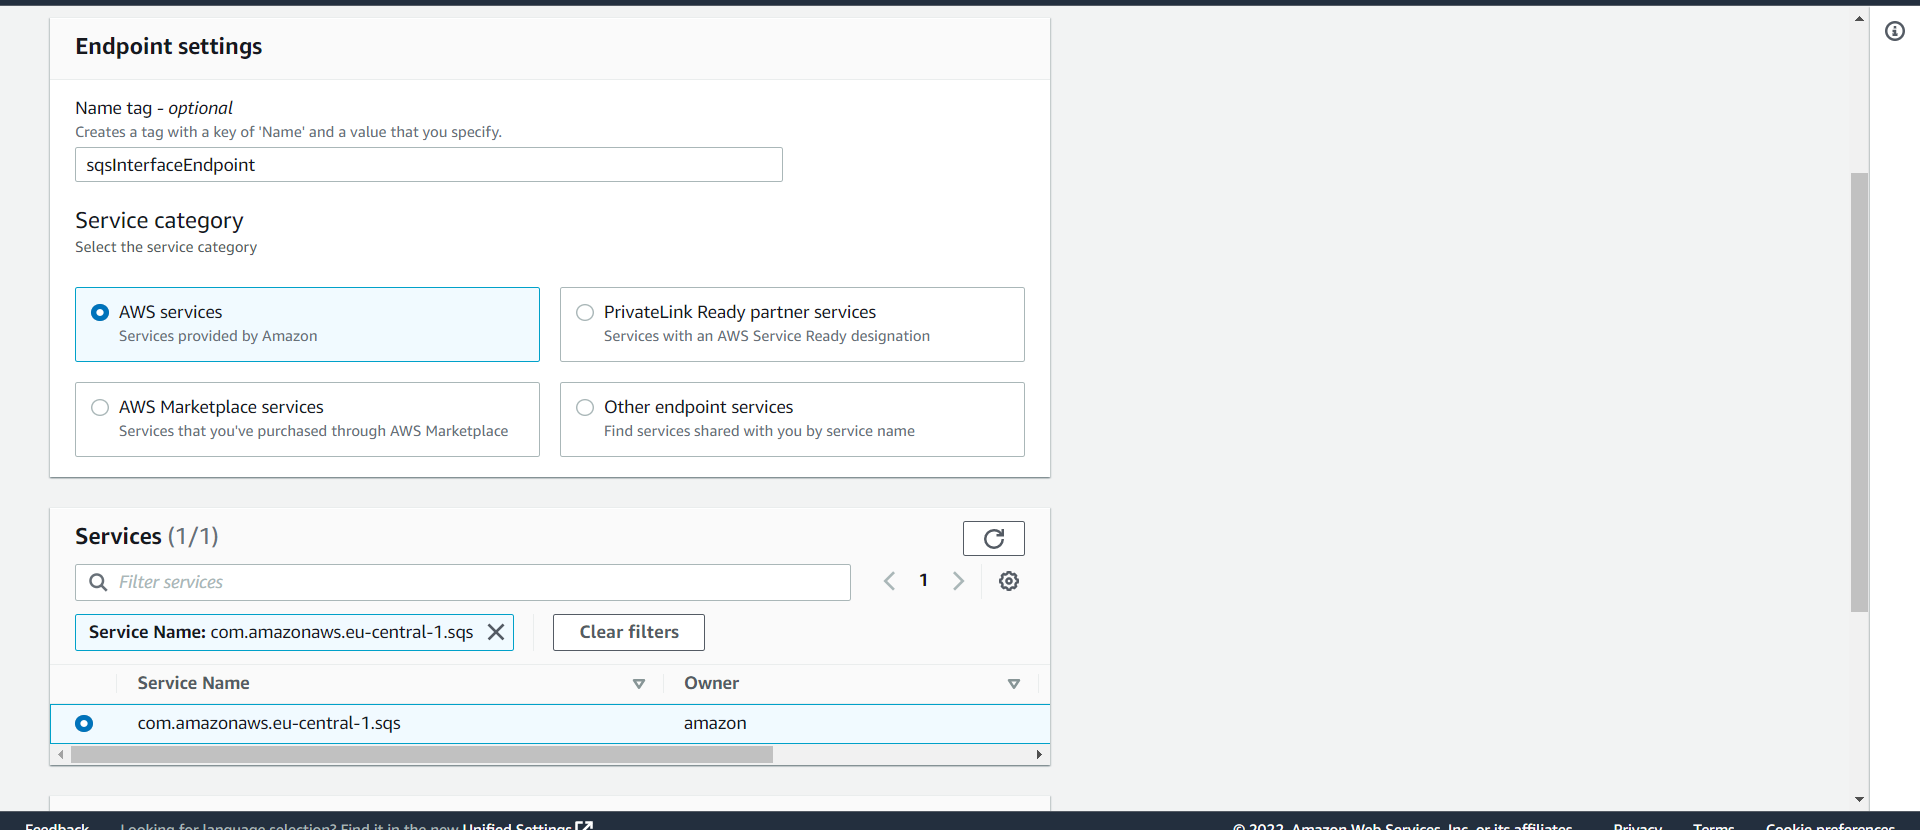 Endpoint settings
Name tag - optional
Creates a tag with a key of 'Name' and a value that you specify.
sqsInterfaceEndpoint
Service category
Select the service category
AWS services
Services provided by Amazon
PrivateLink Ready partner services
Services with an AWS Service Ready designation
AWS Marketplace services
Services that you've purchased through AWS Marketplace
Other endpoint services
Find services shared with you by service name
Services (1/1)
Filter services
1
Service Name: com.amazonaws.eu-central-1.sqs
Clear filters
Service Name
Owner
com.amazonaws.eu-central-1.sqs
amazon
Feedback
Looking for language selection? Find it in the new Unified Settings
© 2022, Amazon Web Services, Inc. or its affiliates.
Privacy
Terms
Cookie preferences